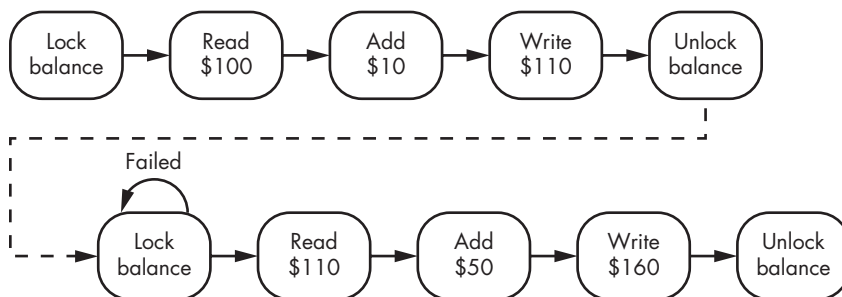 Lock
balance
Read
$100
Add
$10
Write
$110
Unlock
balance
Failed
Lock
balance
Read
$110
Add
$50
Write
$160
Unlock
balance